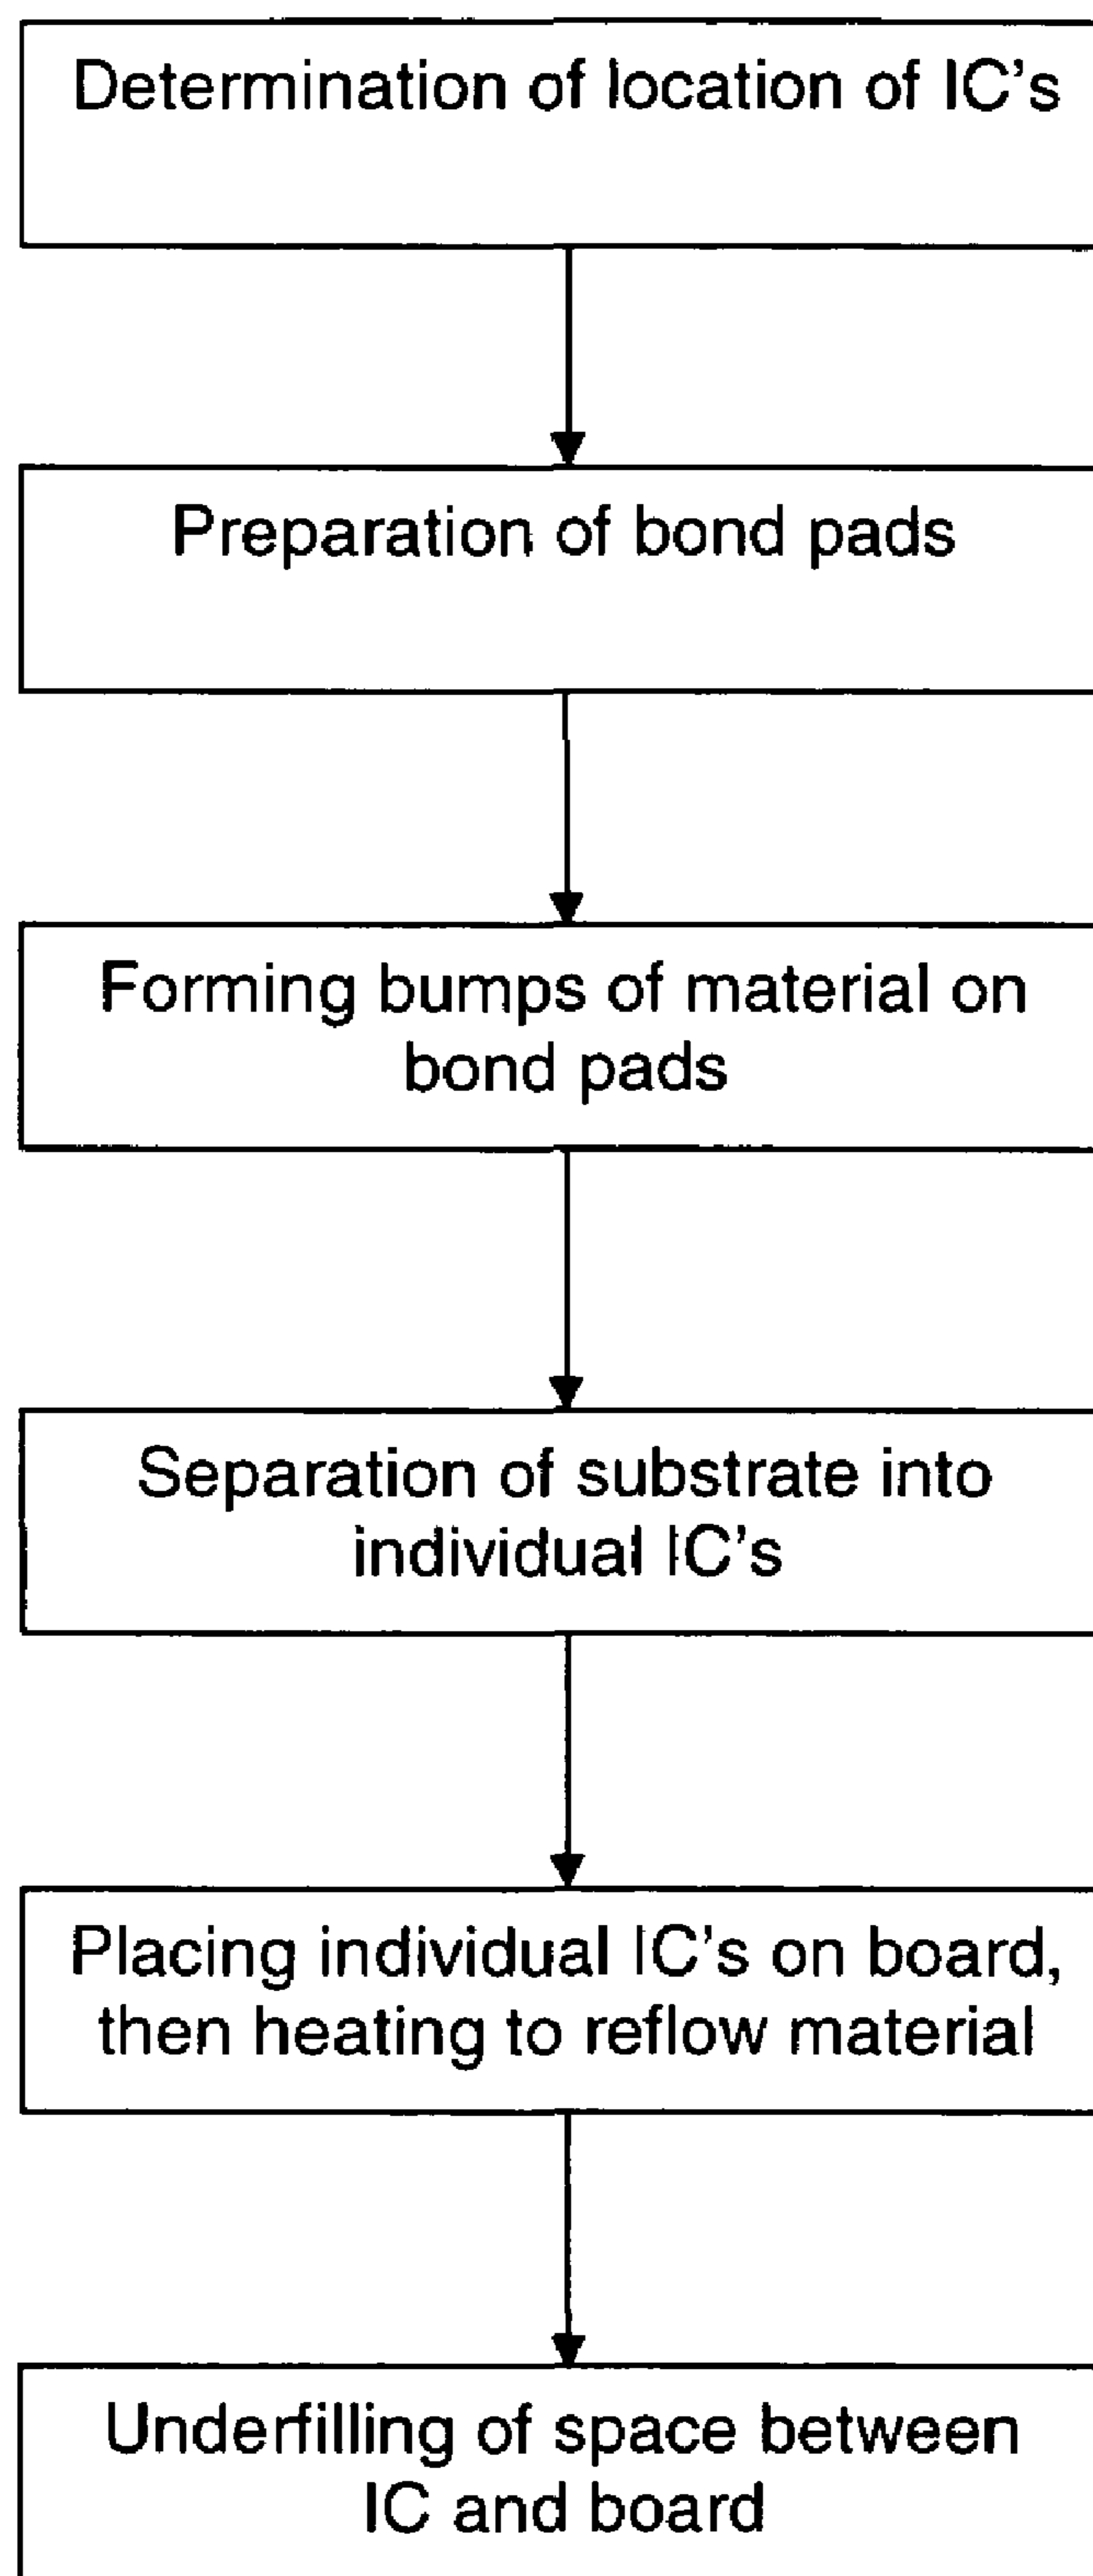 Determination of location of IC's
Preparation of bond pads
Forming bumps of material on
bond pads
Separation of substrate into
individual IC's
Placing individual IC's on board,
then heating to reflow material
Underfilling of space between
IC and board